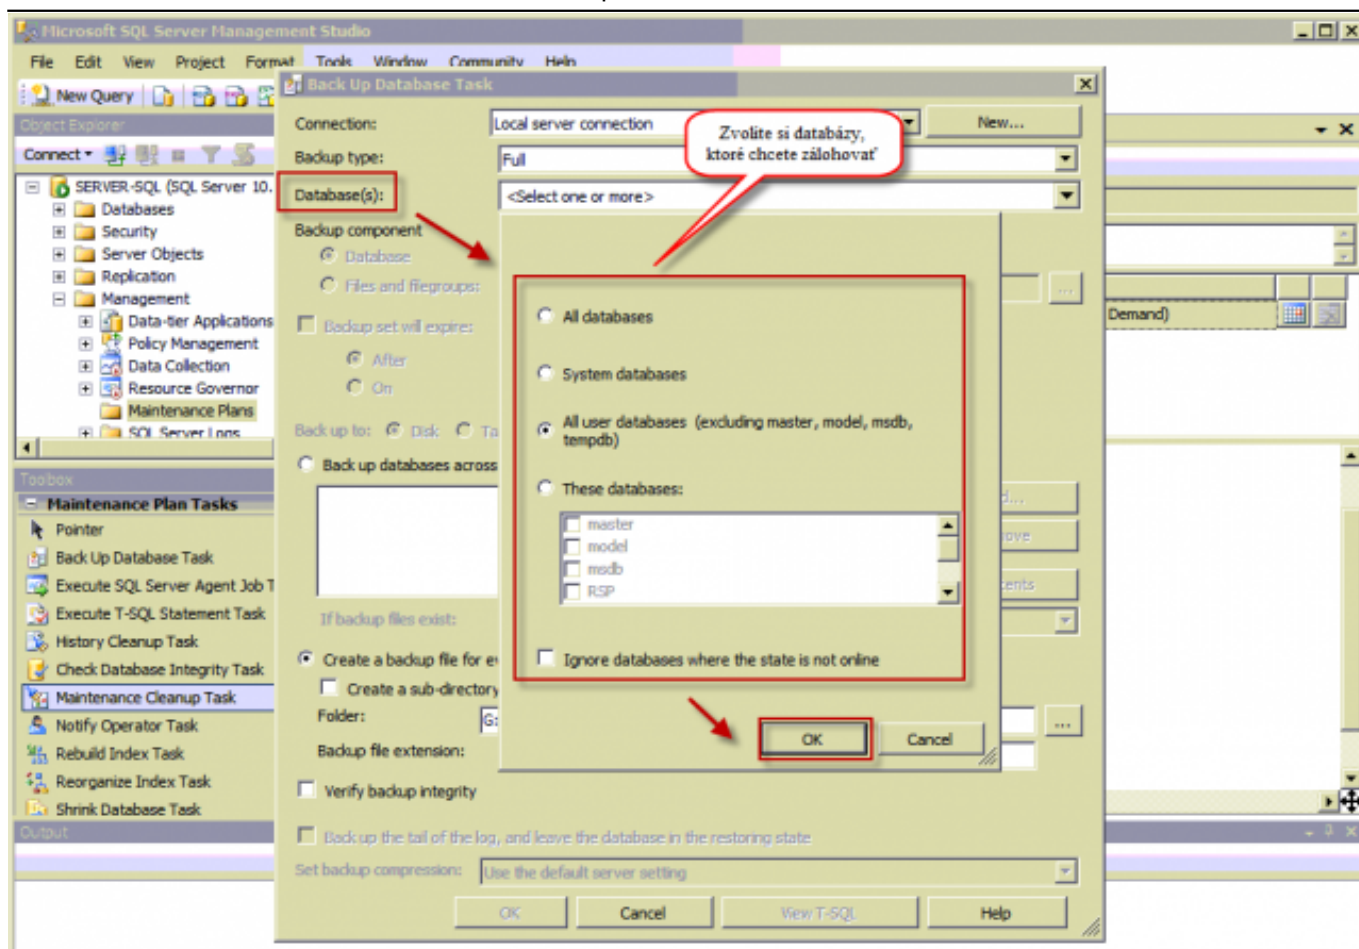 Microsoft SQL Server Management Studio
File Edit View Project Format Tools Window Community Help
New Query
Back Up Database Task
Object Explorer
Connect
SERVER-SQL (SQL Server 10.
Databases
Security
Server Objects
Replication
Management
Data-tier Applications
Policy Management
Data Collection
Resource Governor
Maintenance Plans
SQL Server Logs
Toolbox
Maintenance Plan Tasks
Pointer
Back Up Database Task
Execute SQL Server Agent Job T
Execute T-SQL Statement Task
History Cleanup Task
Check Database Integrity Task
Maintenance Cleanup Task
Notify Operator Task
Rebuild Index Task
Reorganize Index Task
Shrink Database Task
Output
Connection: Local server connection New...
Zvolite si databázy,
ktoré chcete zálohovať
Backup type: Full
Database(s): <Select one or more>
Backup component
Database
Files and filegroups: ...
Backup set will expire:
After
On
Back up to: Disk Ta
Back up databases across
If backup files exist:
Create a backup file for ev
Create a sub-directory
Folder: G: ...
Backup file extension:
Verify backup integrity
Back up the tail of the log, and leave the database in the restoring state
Set backup compression: Use the default server setting
OK Cancel View T-SQL Help
All databases
System databases
All user databases (excluding master, model, msdb,
tempdb)
These databases:
master
model
msdb
RSP
Ignore databases where the state is not online
OK Cancel
d...
ove
tents
Demand)